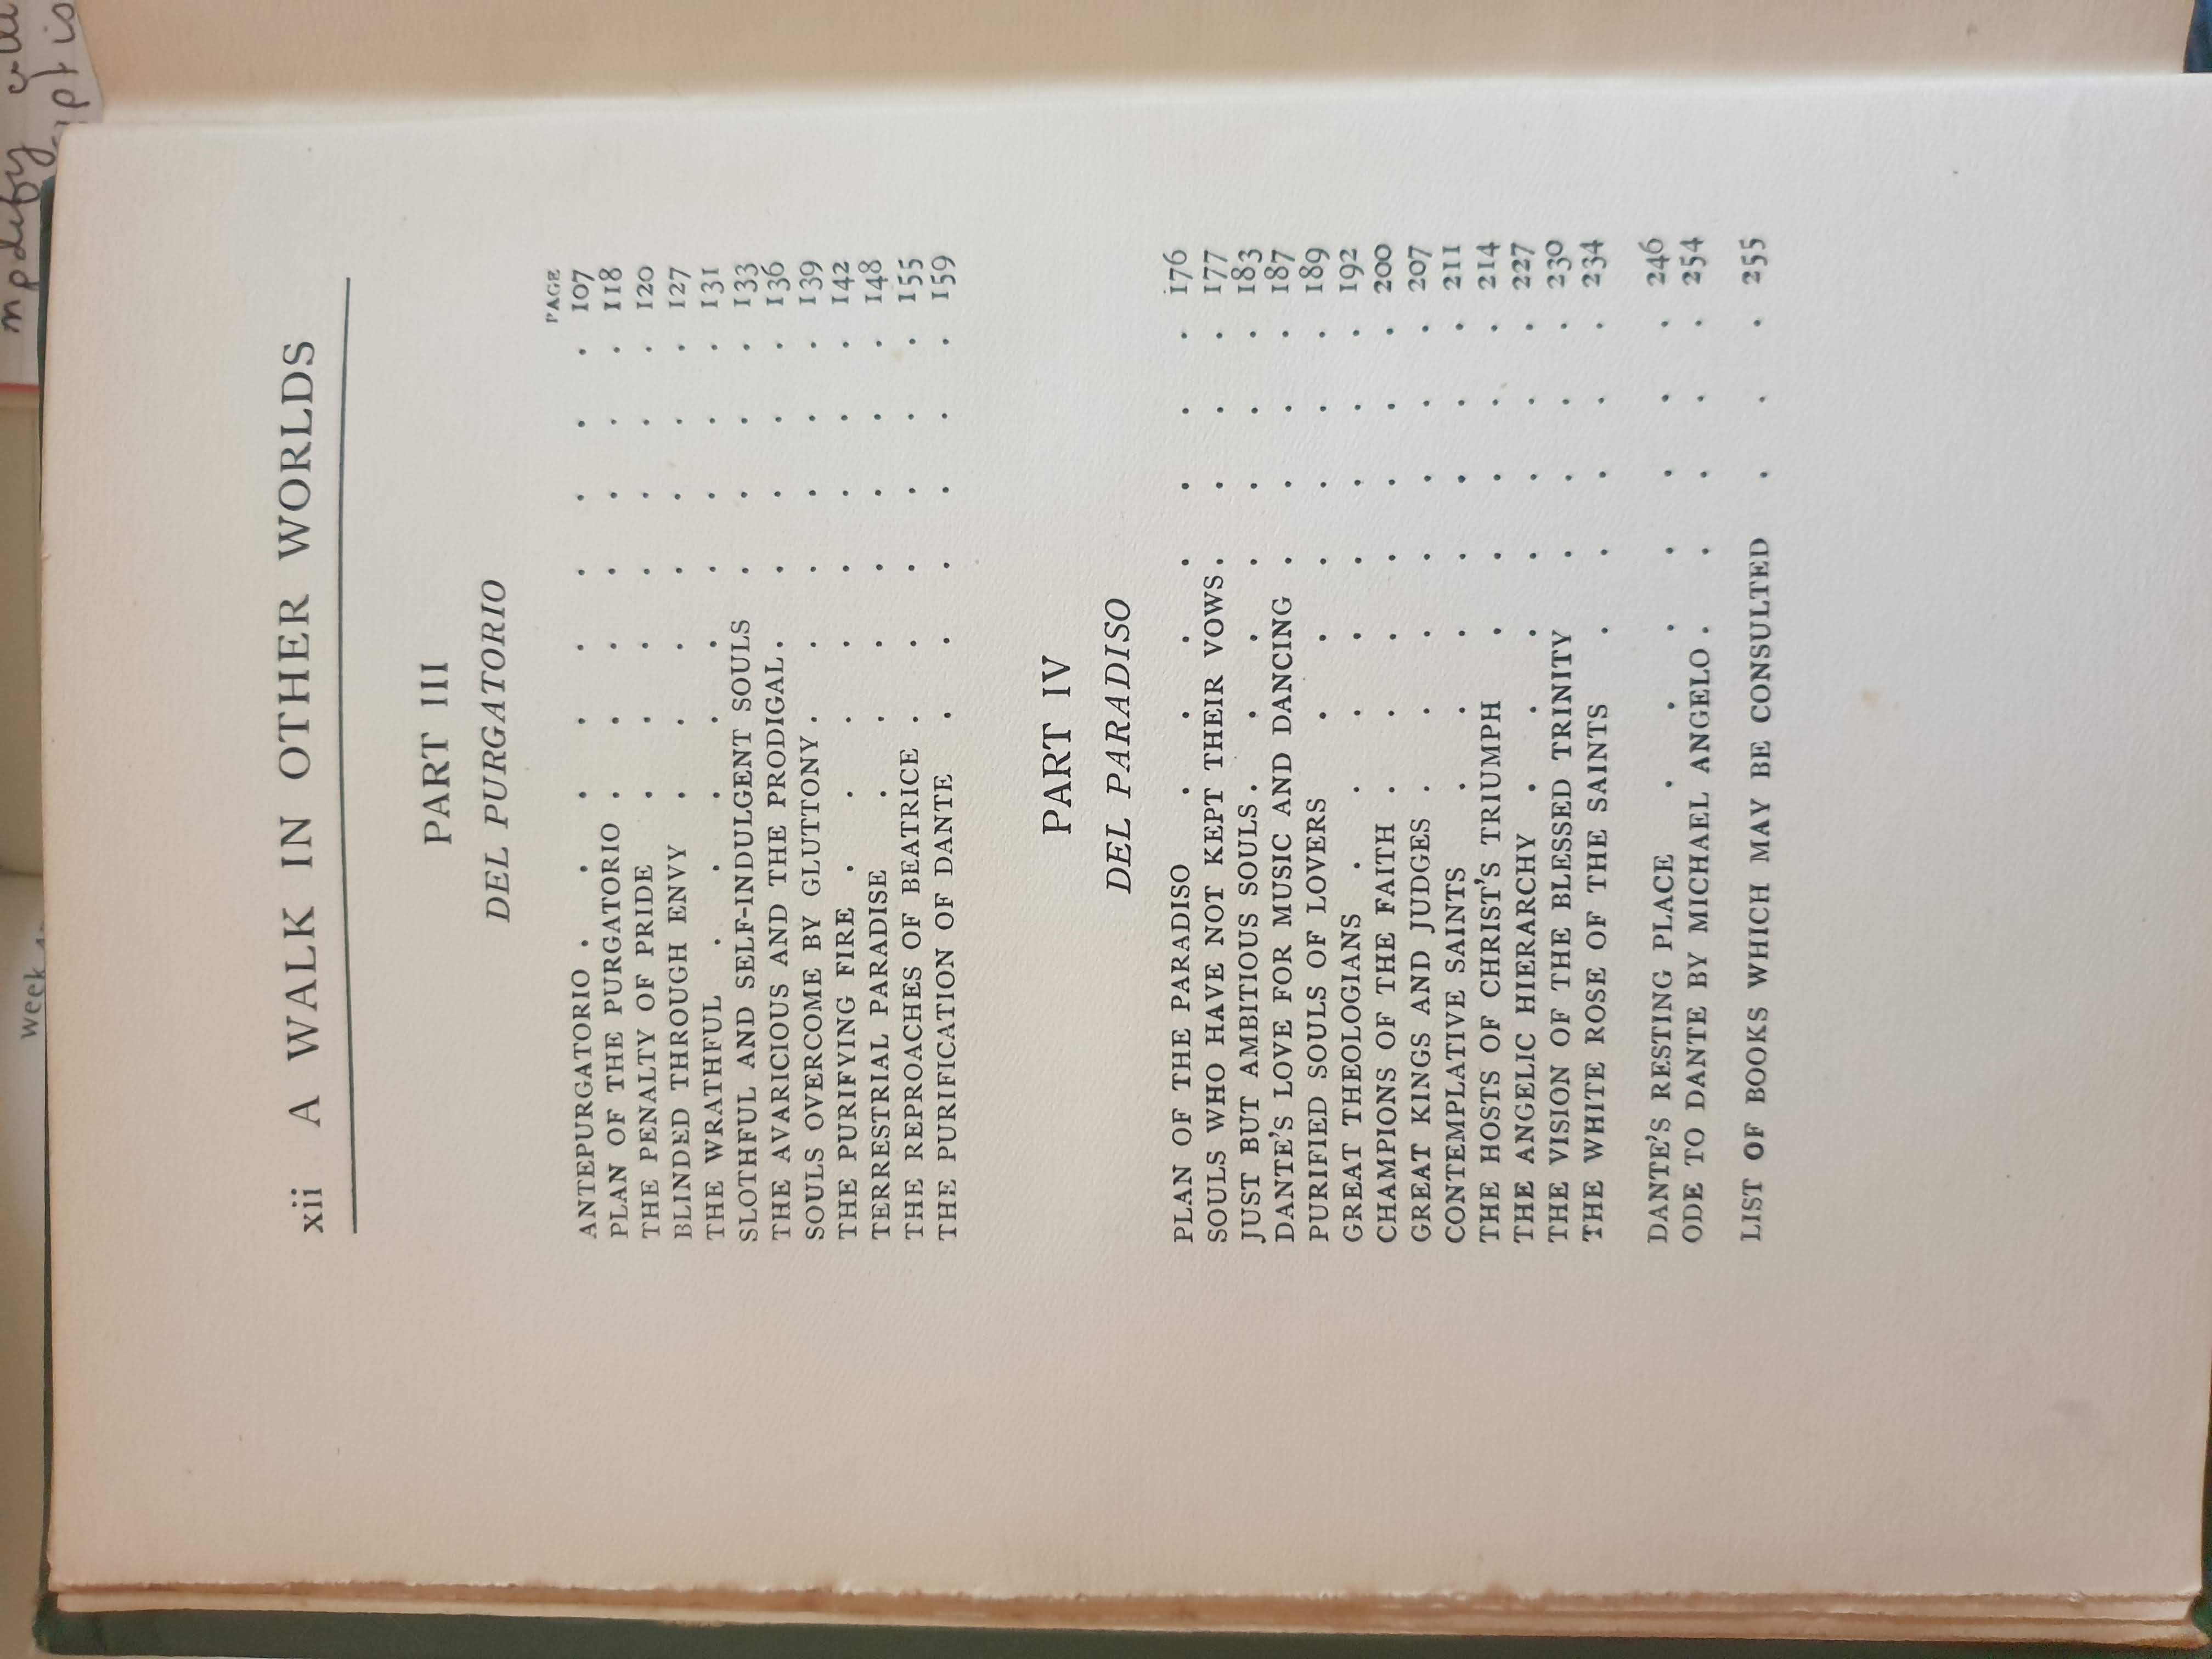 xii A WALK IN OTHER WORLDS
PART III
DEL PURGATORIO
PAGE
ANTEPURGATORIO . . . . . . . . . 107
PLAN OF THE PURGATORIO . . . . . . . 118
THE PENALTY OF PRIDE . . . . . . . 120
BLINDED THROUGH ENVY . . . . . . . 127
THE WRATHFUL . . . . . . . . . 131
SLOTHFUL AND SELF-INDULGENT SOULS . . . . 133
THE AVARICIOUS AND THE PRODIGAL . . . . . 136
SOULS OVERCOME BY GLUTTONY . . . . . . 139
THE PURIFYING FIRE . . . . . . . . 142
TERRESTRIAL PARADISE . . . . . . . 148
THE REPROACHES OF BEATRICE . . . . . . 155
THE PURIFICATION OF DANTE . . . . . . 159
PART IV
DEL PARADISO
PLAN OF THE PARADISO . . . . . . . 176
SOULS WHO HAVE NOT KEPT THEIR VOWS . . . . 177
JUST BUT AMBITIOUS SOULS . . . . . . . 183
DANTE'S LOVE FOR MUSIC AND DANCING . . . . 187
PURIFIED SOULS OF LOVERS . . . . . . 189
GREAT THEOLOGIANS . . . . . . . . 192
CHAMPIONS OF THE FAITH . . . . . . . 200
GREAT KINGS AND JUDGES . . . . . . . 207
CONTEMPLATIVE SAINTS . . . . . . . 211
THE HOSTS OF CHRIST'S TRIUMPH . . . . . 214
THE ANGELIC HIERARCHY . . . . . . . 227
THE VISION OF THE BLESSED TRINITY . . . . . 230
THE WHITE ROSE OF THE SAINTS . . . . . 234
DANTE'S RESTING PLACE . . . . . . . 246
ODE TO DANTE BY MICHAEL ANGELO . . . . . 254
LIST OF BOOKS WHICH MAY BE CONSULTED . . . 255
week